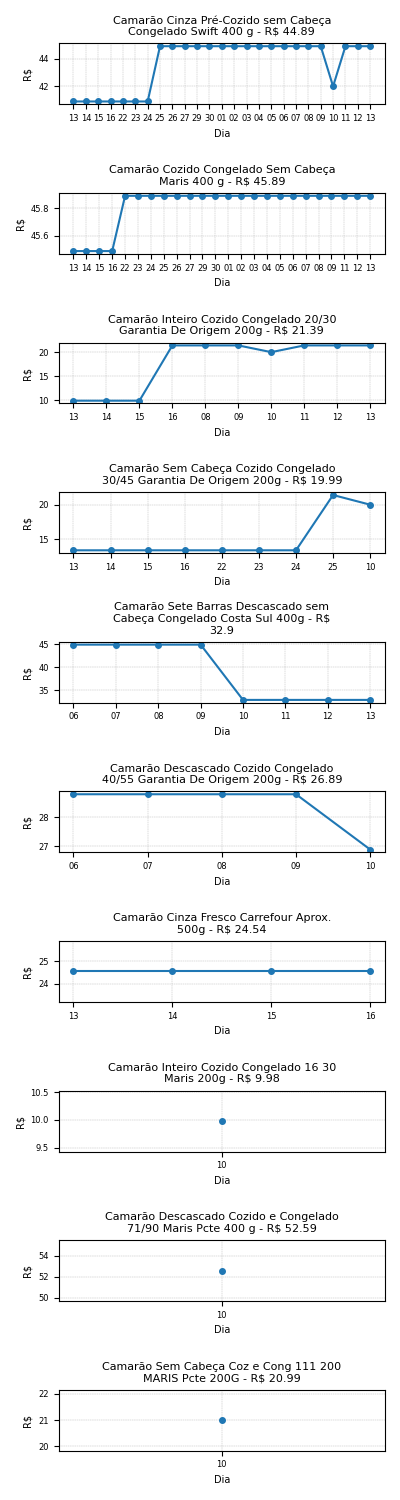 Camarão Cinza Pré-Cozido sem Cabeça
Congelado Swift 400 g - R$ 44.89
44
42
R$
13 14 15 16 22 23 24 25 26 27 29 30 01 02 03 04 05 06 07 08 09 10 11 12 13
Dia
Camarão Cozido Congelado Sem Cabeça
Maris 400 g - R$ 45.89
45.8
45.6
R$
13 14 15 16 22 23 24 25 26 27 29 30 01 02 03 04 05 06 07 08 09 11 12 13
Dia
Camarão Inteiro Cozido Congelado 20/30
Garantia De Origem 200g - R$ 21.39
20
15
10
R$
13 14 15 16 08 09 10 11 12 13
Dia
Camarão Sem Cabeça Cozido Congelado
30/45 Garantia De Origem 200g - R$ 19.99
20
15
R$
13 14 15 16 22 23 24 25 10
Dia
Camarão Sete Barras Descascado sem
Cabeça Congelado Costa Sul 400g - R$
32.9
45
40
35
R$
06 07 08 09 10 11 12 13
Dia
Camarão Descascado Cozido Congelado
40/55 Garantia De Origem 200g - R$ 26.89
28
27
R$
06 07 08 09 10
Dia
Camarão Cinza Fresco Carrefour Aprox.
500g - R$ 24.54
25
24
R$
13 14 15 16
Dia
Camarão Inteiro Cozido Congelado 16 30
Maris 200g - R$ 9.98
10.5
10.0
9.5
R$
10
Dia
Camarão Descascado Cozido e Congelado
71/90 Maris Pcte 400 g - R$ 52.59
54
52
50
R$
10
Dia
Camarão Sem Cabeça Coz e Cong 111 200
MARIS Pcte 200G - R$ 20.99
22
21
20
R$
10
Dia